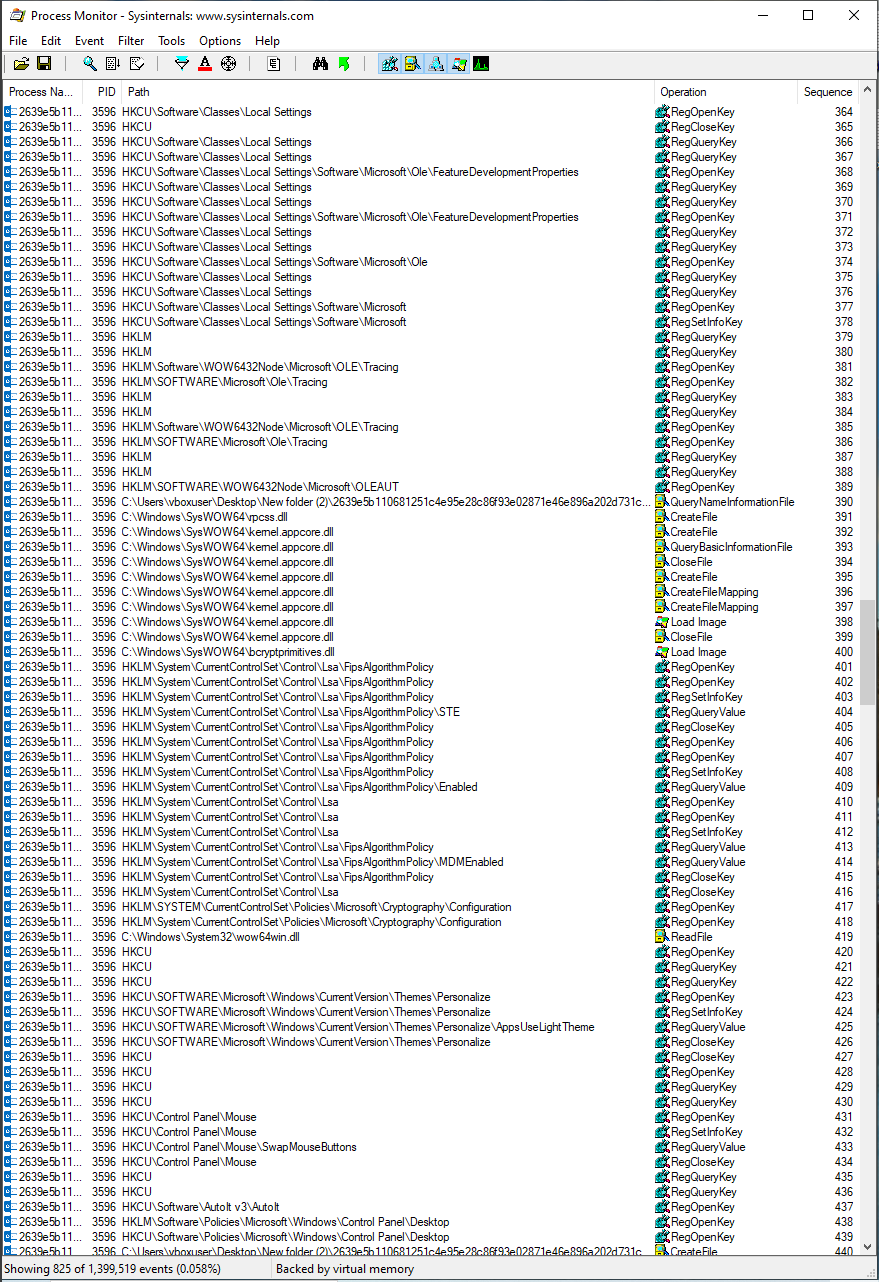 Process Monitor - Sysinternals: www.sysinternals.com
File Edit Event Filter Tools Options Help
Process Na... PID Path Operation Sequence
2639e5b11... 3596 HKCU\Software\Classes\Local Settings RegOpenKey 364
2639e5b11... 3596 HKCU RegCloseKey 365
2639e5b11... 3596 HKCU\Software\Classes\Local Settings RegQueryKey 366
2639e5b11... 3596 HKCU\Software\Classes\Local Settings RegQueryKey 367
2639e5b11... 3596 HKCU\Software\Classes\Local Settings\Software\Microsoft\Ole\FeatureDevelopmentProperties RegOpenKey 368
2639e5b11... 3596 HKCU\Software\Classes\Local Settings RegQueryKey 369
2639e5b11... 3596 HKCU\Software\Classes\Local Settings RegQueryKey 370
2639e5b11... 3596 HKCU\Software\Classes\Local Settings\Software\Microsoft\Ole\FeatureDevelopmentProperties RegOpenKey 371
2639e5b11... 3596 HKCU\Software\Classes\Local Settings RegQueryKey 372
2639e5b11... 3596 HKCU\Software\Classes\Local Settings RegQueryKey 373
2639e5b11... 3596 HKCU\Software\Classes\Local Settings\Software\Microsoft\Ole RegOpenKey 374
2639e5b11... 3596 HKCU\Software\Classes\Local Settings RegQueryKey 375
2639e5b11... 3596 HKCU\Software\Classes\Local Settings RegQueryKey 376
2639e5b11... 3596 HKCU\Software\Classes\Local Settings\Software\Microsoft RegOpenKey 377
2639e5b11... 3596 HKCU\Software\Classes\Local Settings\Software\Microsoft RegSetInfoKey 378
2639e5b11... 3596 HKLM RegQueryKey 379
2639e5b11... 3596 HKLM RegQueryKey 380
2639e5b11... 3596 HKLM\Software\WOW6432Node\Microsoft\OLE\Tracing RegOpenKey 381
2639e5b11... 3596 HKLM\SOFTWARE\Microsoft\Ole\Tracing RegOpenKey 382
2639e5b11... 3596 HKLM RegQueryKey 383
2639e5b11... 3596 HKLM RegQueryKey 384
2639e5b11... 3596 HKLM\Software\WOW6432Node\Microsoft\OLE\Tracing RegOpenKey 385
2639e5b11... 3596 HKLM\SOFTWARE\Microsoft\Ole\Tracing RegOpenKey 386
2639e5b11... 3596 HKLM RegQueryKey 387
2639e5b11... 3596 HKLM RegQueryKey 388
2639e5b11... 3596 HKLM\SOFTWARE\WOW6432Node\Microsoft\OLEAUT RegOpenKey 389
2639e5b11... 3596 C:\Users\vboxuser\Desktop\New folder (2)\2639e5b110681251c4e95e28c86f93e02871e46e896a202d731c... QueryNameInformationFile 390
2639e5b11... 3596 C:\Windows\SysWOW64\rpcss.dll CreateFile 391
2639e5b11... 3596 C:\Windows\SysWOW64\kernel.appcore.dll CreateFile 392
2639e5b11... 3596 C:\Windows\SysWOW64\kernel.appcore.dll QueryBasicInformationFile 393
2639e5b11... 3596 C:\Windows\SysWOW64\kernel.appcore.dll CloseFile 394
2639e5b11... 3596 C:\Windows\SysWOW64\kernel.appcore.dll CreateFile 395
2639e5b11... 3596 C:\Windows\SysWOW64\kernel.appcore.dll CreateFileMapping 396
2639e5b11... 3596 C:\Windows\SysWOW64\kernel.appcore.dll CreateFileMapping 397
2639e5b11... 3596 C:\Windows\SysWOW64\kernel.appcore.dll Load Image 398
2639e5b11... 3596 C:\Windows\SysWOW64\kernel.appcore.dll CloseFile 399
2639e5b11... 3596 C:\Windows\SysWOW64\bcryptprimitives.dll Load Image 400
2639e5b11... 3596 HKLM\System\CurrentControlSet\Control\Lsa\FipsAlgorithmPolicy RegOpenKey 401
2639e5b11... 3596 HKLM\System\CurrentControlSet\Control\Lsa\FipsAlgorithmPolicy RegOpenKey 402
2639e5b11... 3596 HKLM\System\CurrentControlSet\Control\Lsa\FipsAlgorithmPolicy RegSetInfoKey 403
2639e5b11... 3596 HKLM\System\CurrentControlSet\Control\Lsa\FipsAlgorithmPolicy\STE RegQueryValue 404
2639e5b11... 3596 HKLM\System\CurrentControlSet\Control\Lsa\FipsAlgorithmPolicy RegCloseKey 405
2639e5b11... 3596 HKLM\System\CurrentControlSet\Control\Lsa\FipsAlgorithmPolicy RegOpenKey 406
2639e5b11... 3596 HKLM\System\CurrentControlSet\Control\Lsa\FipsAlgorithmPolicy RegOpenKey 407
2639e5b11... 3596 HKLM\System\CurrentControlSet\Control\Lsa\FipsAlgorithmPolicy RegSetInfoKey 408
2639e5b11... 3596 HKLM\System\CurrentControlSet\Control\Lsa\FipsAlgorithmPolicy\Enabled RegQueryValue 409
2639e5b11... 3596 HKLM\System\CurrentControlSet\Control\Lsa RegOpenKey 410
2639e5b11... 3596 HKLM\System\CurrentControlSet\Control\Lsa RegOpenKey 411
2639e5b11... 3596 HKLM\System\CurrentControlSet\Control\Lsa RegSetInfoKey 412
2639e5b11... 3596 HKLM\System\CurrentControlSet\Control\Lsa\FipsAlgorithmPolicy RegQueryValue 413
2639e5b11... 3596 HKLM\System\CurrentControlSet\Control\Lsa\FipsAlgorithmPolicy\MDMEnabled RegQueryValue 414
2639e5b11... 3596 HKLM\System\CurrentControlSet\Control\Lsa\FipsAlgorithmPolicy RegCloseKey 415
2639e5b11... 3596 HKLM\System\CurrentControlSet\Control\Lsa RegCloseKey 416
2639e5b11... 3596 HKLM\SYSTEM\CurrentControlSet\Policies\Microsoft\Cryptography\Configuration RegOpenKey 417
2639e5b11... 3596 HKLM\System\CurrentControlSet\Policies\Microsoft\Cryptography\Configuration RegOpenKey 418
2639e5b11... 3596 C:\Windows\System32\wow64win.dll ReadFile 419
2639e5b11... 3596 HKCU RegOpenKey 420
2639e5b11... 3596 HKCU RegQueryKey 421
2639e5b11... 3596 HKCU RegQueryKey 422
2639e5b11... 3596 HKCU\SOFTWARE\Microsoft\Windows\CurrentVersion\Themes\Personalize RegOpenKey 423
2639e5b11... 3596 HKCU\SOFTWARE\Microsoft\Windows\CurrentVersion\Themes\Personalize RegSetInfoKey 424
2639e5b11... 3596 HKCU\SOFTWARE\Microsoft\Windows\CurrentVersion\Themes\Personalize\AppsUseLightTheme RegQueryValue 425
2639e5b11... 3596 HKCU\SOFTWARE\Microsoft\Windows\CurrentVersion\Themes\Personalize RegCloseKey 426
2639e5b11... 3596 HKCU RegCloseKey 427
2639e5b11... 3596 HKCU RegOpenKey 428
2639e5b11... 3596 HKCU RegQueryKey 429
2639e5b11... 3596 HKCU RegQueryKey 430
2639e5b11... 3596 HKCU\Control Panel\Mouse RegOpenKey 431
2639e5b11... 3596 HKCU\Control Panel\Mouse RegSetInfoKey 432
2639e5b11... 3596 HKCU\Control Panel\Mouse\SwapMouseButtons RegQueryValue 433
2639e5b11... 3596 HKCU\Control Panel\Mouse RegCloseKey 434
2639e5b11... 3596 HKCU RegQueryKey 435
2639e5b11... 3596 HKCU RegQueryKey 436
2639e5b11... 3596 HKCU\Software\AutoIt v3\AutoIt RegOpenKey 437
2639e5b11... 3596 HKLM\Software\Policies\Microsoft\Windows\Control Panel\Desktop RegOpenKey 438
2639e5b11... 3596 HKCU\Software\Policies\Microsoft\Windows\Control Panel\Desktop RegOpenKey 439
2639e5b11... 3596 C:\Users\vboxuser\Desktop\New folder (2)\2639e5b110681251c4e95e28c86f93e02871e46e896a202d731c... CreateFile 440
Showing 825 of 1,399,519 events (0.058%) Backed by virtual memory